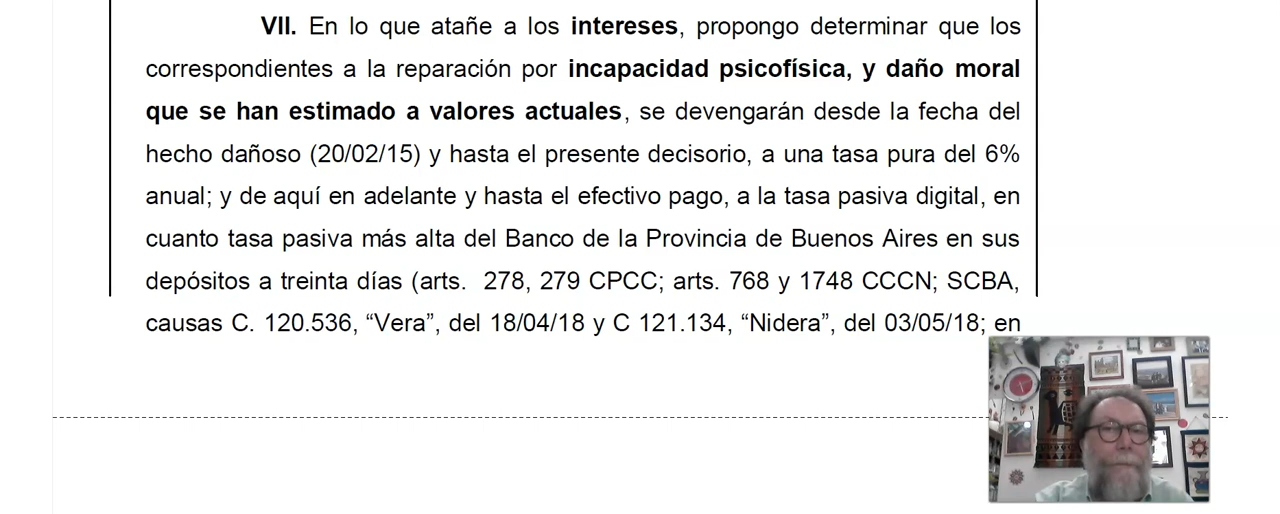 VII. En lo que atañe a los intereses, propongo determinar que los
correspondientes a la reparación por incapacidad psicofísica, y daño moral
que se han estimado a valores actuales, se devengarán desde la fecha del
hecho dañoso (20/02/15) y hasta el presente decisorio, a una tasa pura del 6%
anual; y de aquí en adelante y hasta el efectivo pago, a la tasa pasiva digital, en
cuanto tasa pasiva más alta del Banco de la Provincia de Buenos Aires en sus
depósitos a treinta días (arts.  278, 279 CPCC; arts. 768 y 1748 CCCN; SCBA,
causas C. 120.536, “Vera”, del 18/04/18 y C 121.134, “Nidera”, del 03/05/18; en